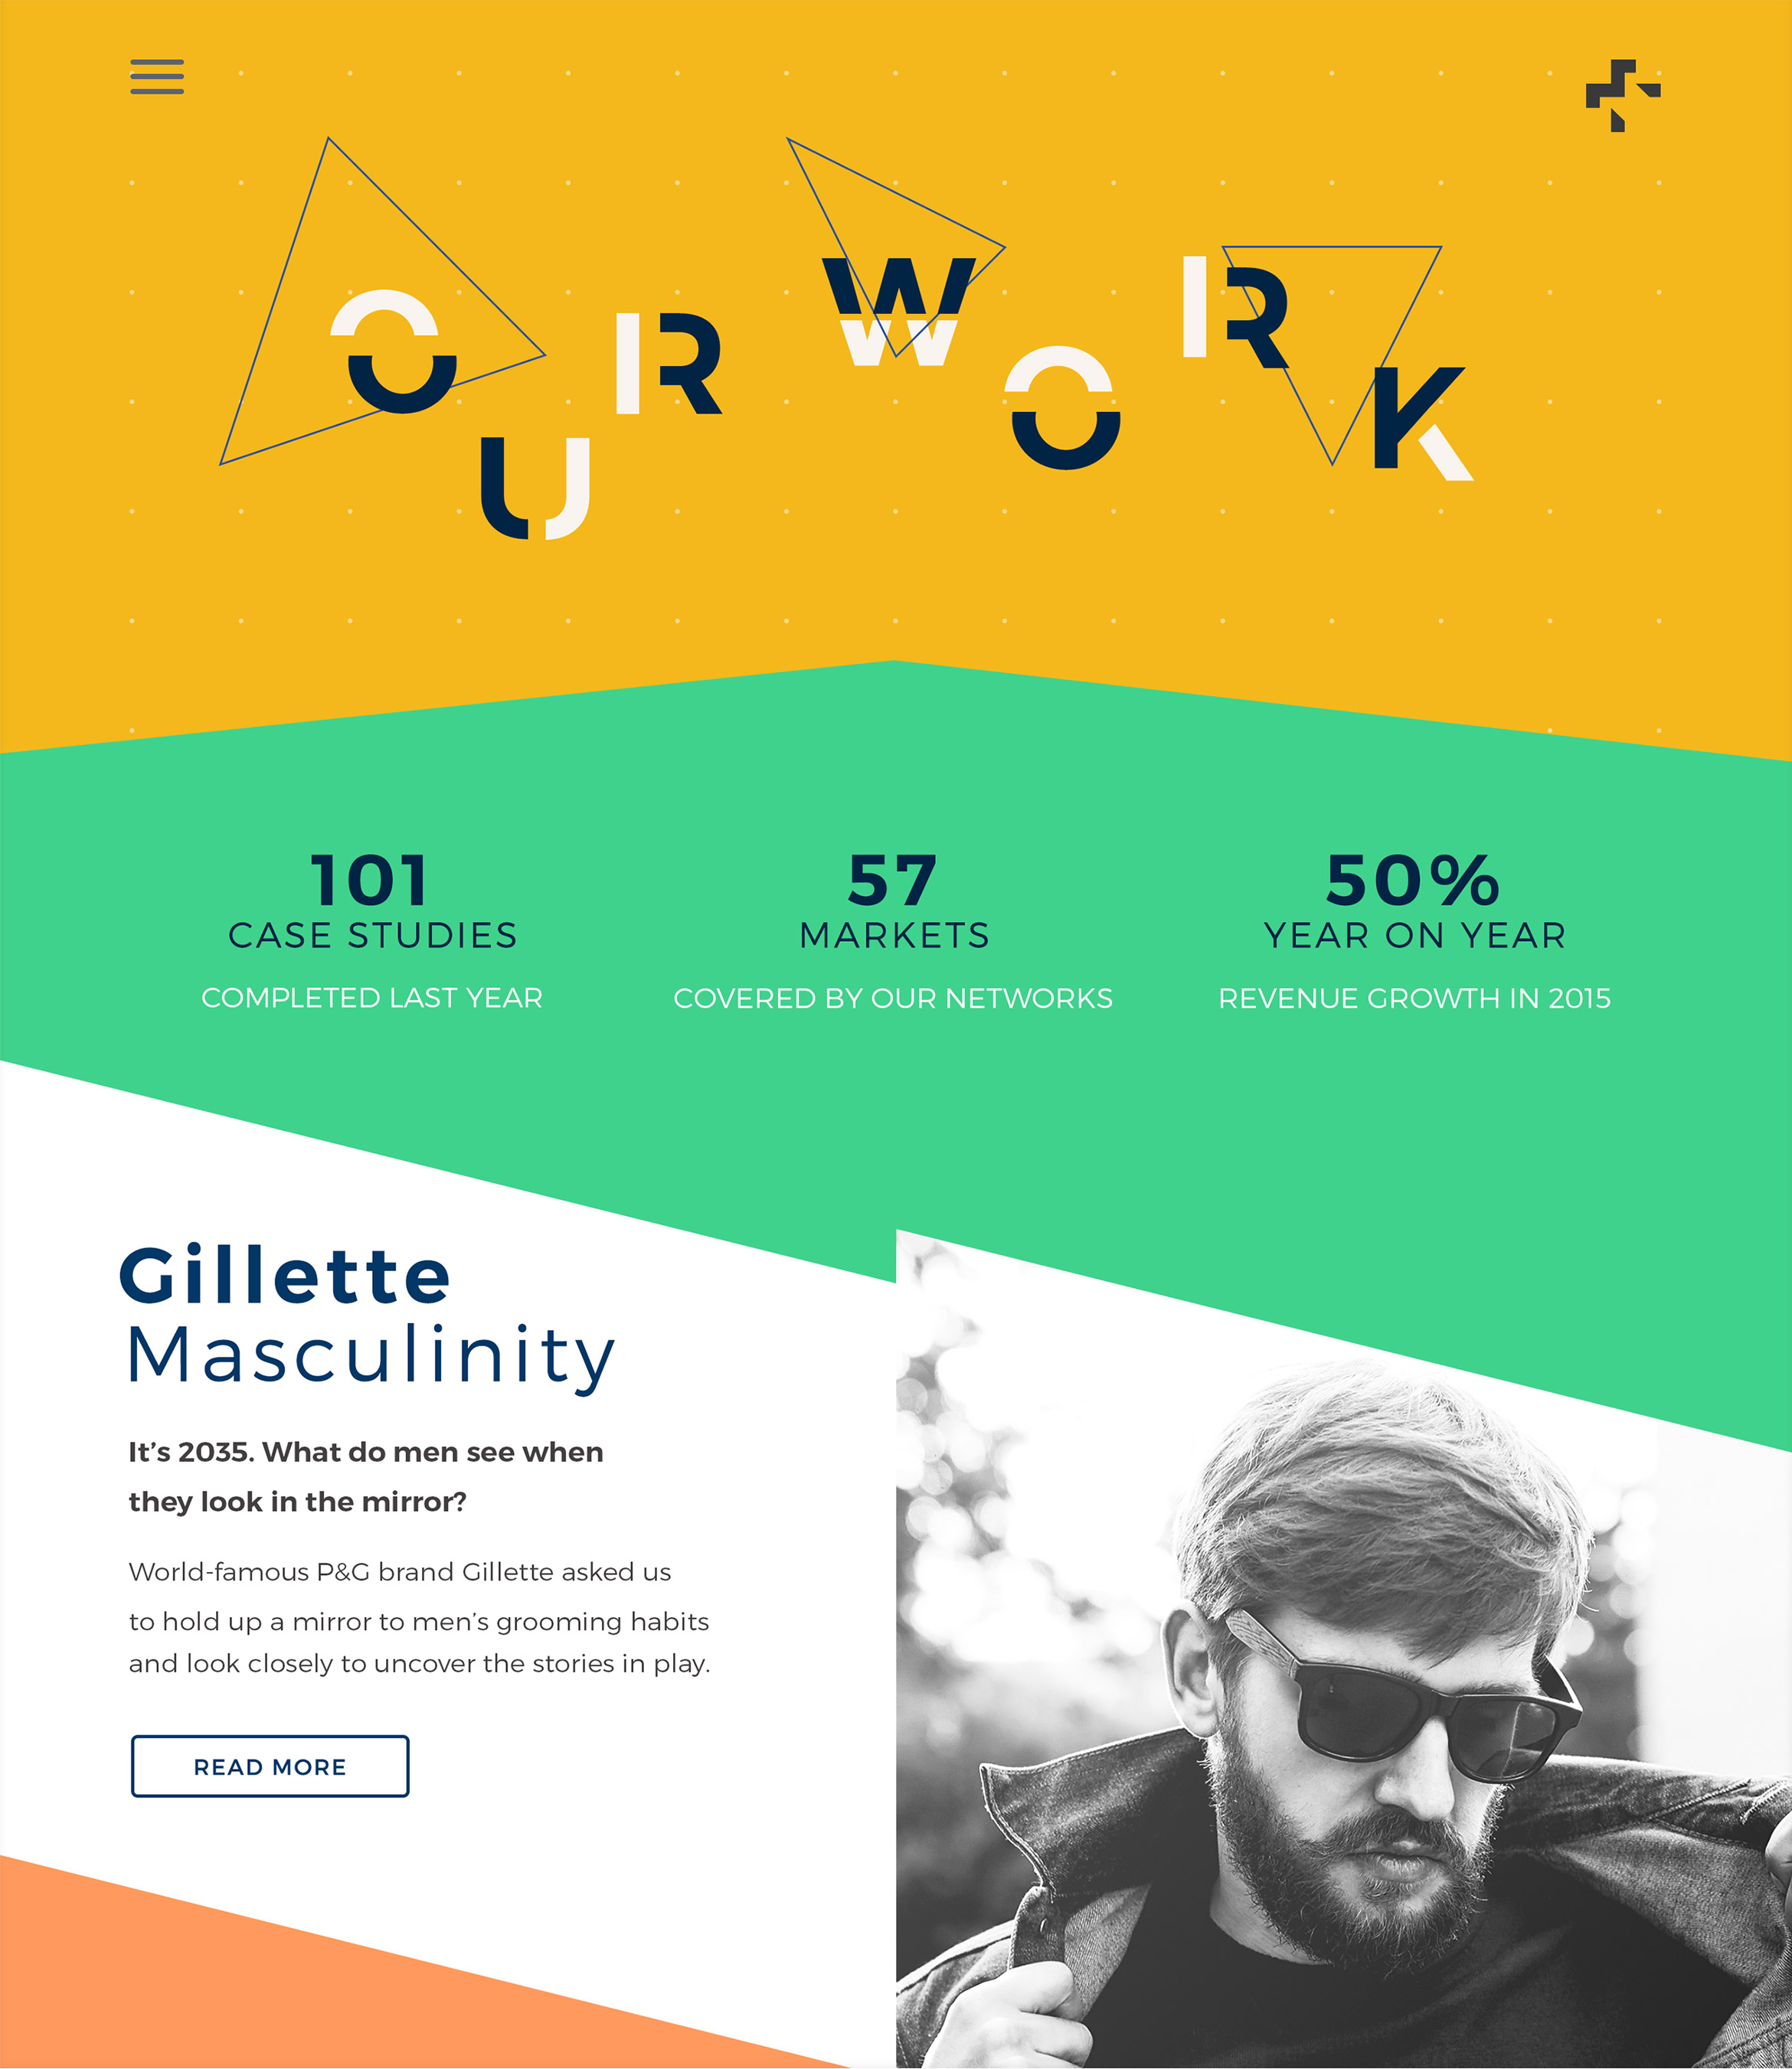 OUR WORK
101
CASE STUDIES
COMPLETED LAST YEAR
57
MARKETS
COVERED BY OUR NETWORKS
50%
YEAR ON YEAR
REVENUE GROWTH IN 2015
Gillette
Masculinity
It’s 2035. What do men see when
they look in the mirror?
World-famous P&G brand Gillette asked us
to hold up a mirror to men’s grooming habits
and look closely to uncover the stories in play.
READ MORE